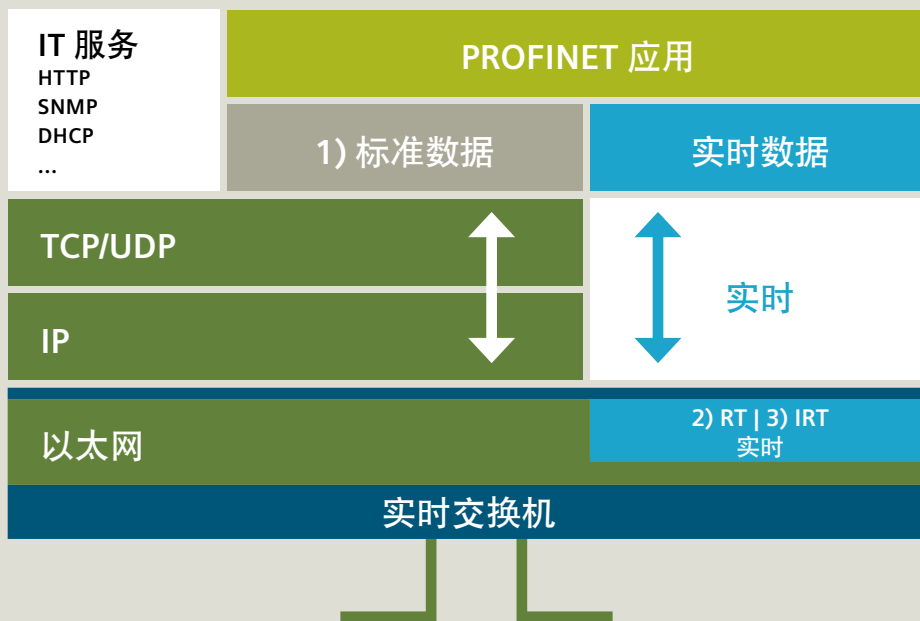 IT 服务
HTTP
SNMP
DHCP
...
PROFINET 应用
1) 标准数据
实时数据
TCP/UDP
IP
实时
以太网
2) RT | 3) IRT
实时
实时交换机